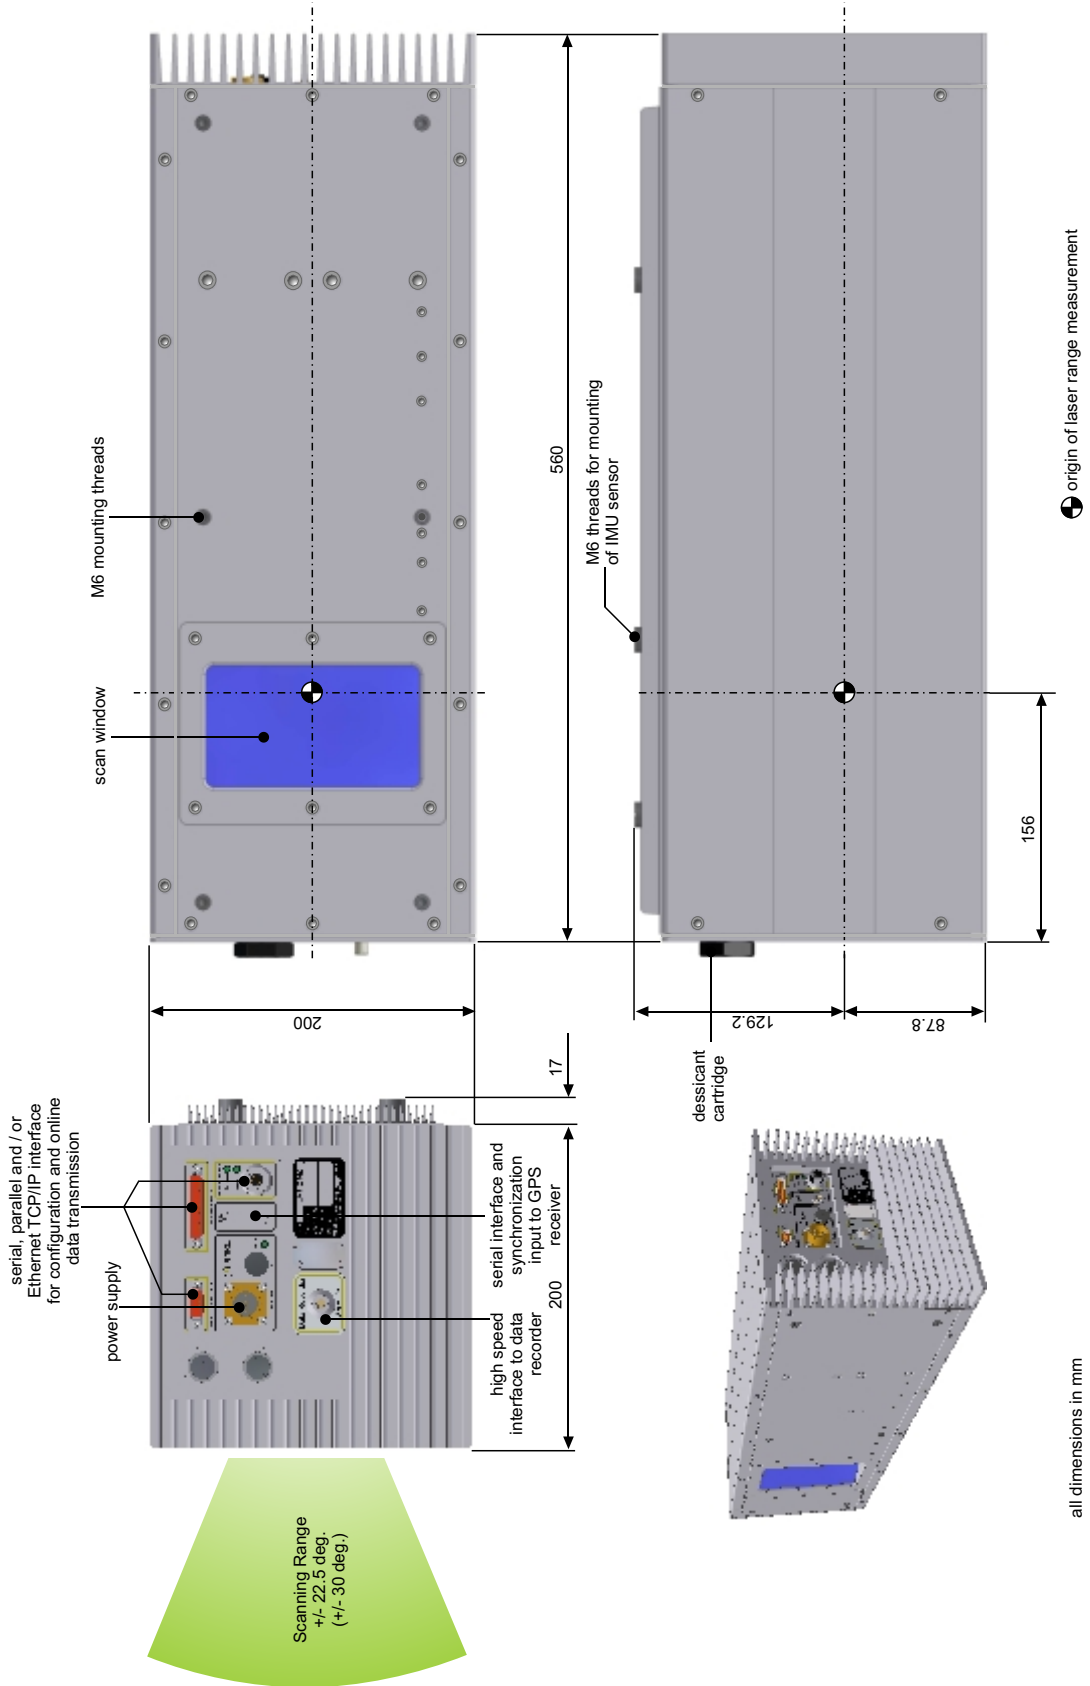 M6 mounting threads
scan window
560
M6 threads for mounting
of IMU sensor
156
origin of laser range measurement
200
129.2
87.8
17
dessicant
cartridge
serial, parallel and / or
Ethernet TCP/IP interface
for configuration and online
data transmission
power supply
serial interface and
synchronization
input to GPS
receiver
high speed
interface to data
recorder
200
Scanning Range
+/- 22.5 deg.
(+/- 30 deg.)
all dimensions in mm